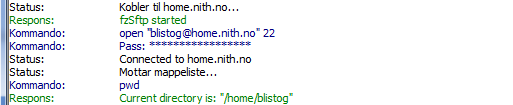 Status: Kobler til home.nith.no...
Respons: fzSftp started
Kommando: open "blistog@home.nith.no" 22
Kommando: Pass: *****************
Status: Connected to home.nith.no
Status: Mottar mappeliste...
Kommando: pwd
Respons: Current directory is: "/home/blistog"